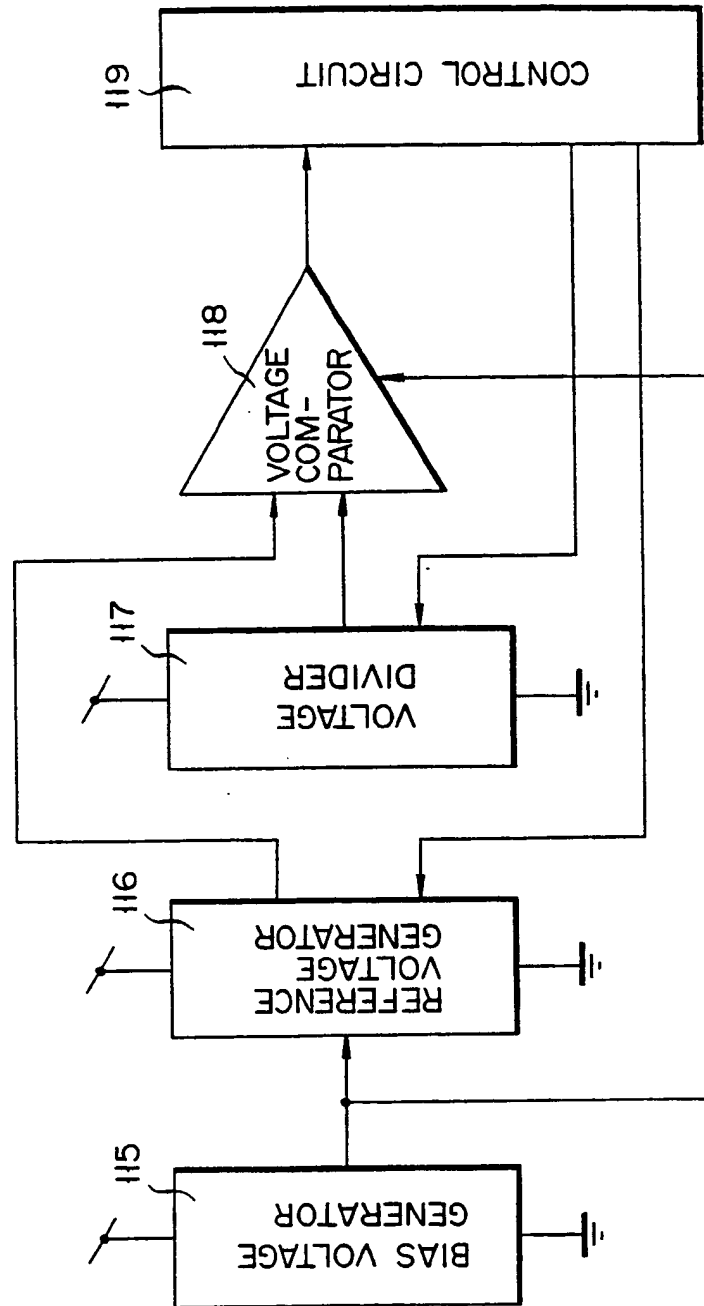 115
BIAS VOLTAGE
GENERATOR
116
REFERENCE
VOLTAGE
GENERATOR
117
VOLTAGE
DIVIDER
118
VOLTAGE
COM-
PARATOR
119
CONTROL CIRCUIT